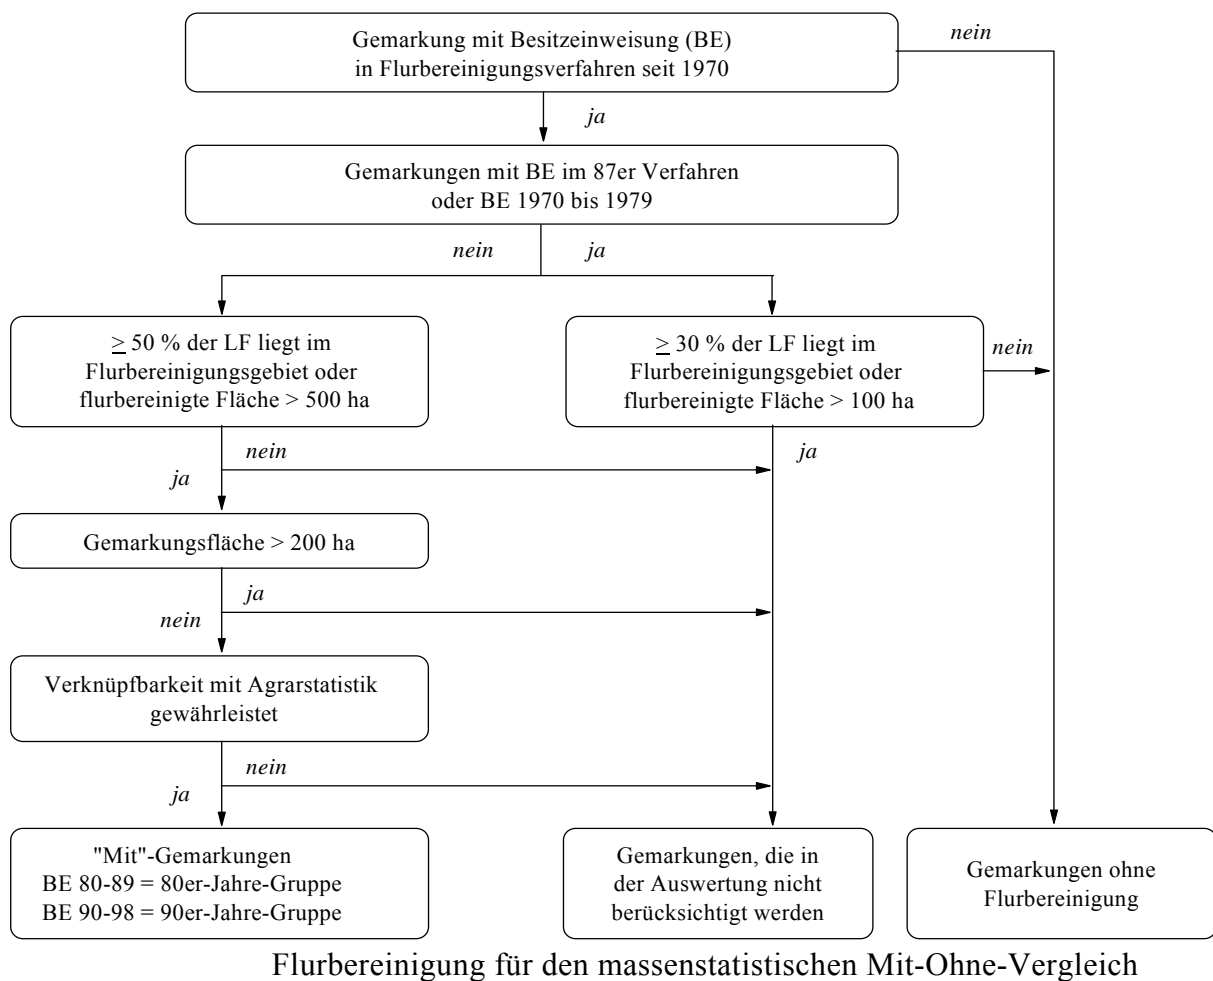 Gemarkung mit Besitzeinweisung (BE)
in Flurbereinigungsverfahren seit 1970
nein
ja
Gemarkungen mit BE im 87er Verfahren
oder BE 1970 bis 1979
nein
ja
≥ 50 % der LF liegt im
Flurbereinigungsgebiet oder
flurbereinigte Fläche > 500 ha
≥ 30 % der LF liegt im
Flurbereinigungsgebiet oder
flurbereinigte Fläche > 100 ha
nein
nein
ja
ja
Gemarkungsfläche > 200 ha
ja
nein
Verknüpfbarkeit mit Agrarstatistik
gewährleistet
nein
ja
"Mit"-Gemarkungen
BE 80-89 = 80er-Jahre-Gruppe
BE 90-98 = 90er-Jahre-Gruppe
Gemarkungen, die in
der Auswertung nicht
berücksichtigt werden
Gemarkungen ohne
Flurbereinigung
Flurbereinigung für den massenstatistischen Mit-Ohne-Vergleich